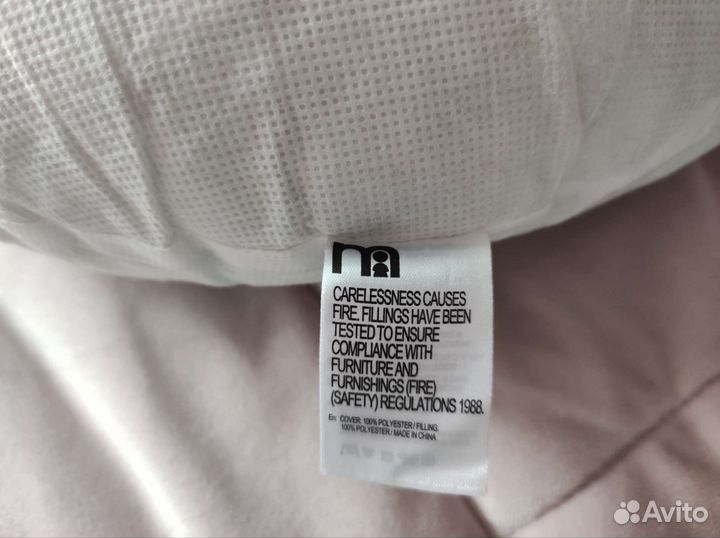 m
CARELESSNESS CAUSES
FIRE. FILLINGS HAVE BEEN
TESTED TO ENSURE
COMPLIANCE WITH
FURNITURE AND
FURNISHINGS (FIRE)
(SAFETY) REGULATIONS 1988.
En: COVER: 100% POLYESTER / FILLING:
100% POLYESTER / MADE IN CHINA
Avito